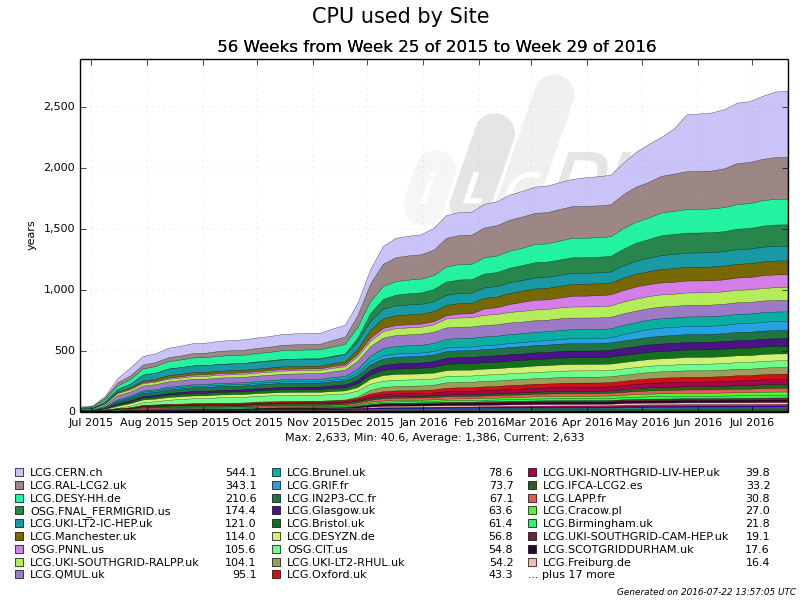 CPU used by Site
56 Weeks from Week 25 of 2015 to Week 29 of 2016
years
2,500
2,000
1,500
1,000
500
0
Jul 2015 Aug 2015 Sep 2015 Oct 2015 Nov 2015 Dec 2015 Jan 2016 Feb 2016 Mar 2016 Apr 2016 May 2016 Jun 2016 Jul 2016
Max: 2,633, Min: 40.6, Average: 1,386, Current: 2,633
LCG.CERN.ch 544.1
LCG.RAL-LCG2.uk 343.1
LCG.DESY-HH.de 210.6
OSG.FNAL_FERMIGRID.us 174.4
LCG.UKI-LT2-IC-HEP.uk 121.0
LCG.Manchester.uk 114.0
OSG.PNNL.us 105.6
LCG.UKI-SOUTHGRID-RALPP.uk 104.1
LCG.QMUL.uk 95.1
LCG.Brunel.uk 78.6
LCG.GRIF.fr 73.7
LCG.IN2P3-CC.fr 67.1
LCG.Glasgow.uk 63.6
LCG.Bristol.uk 61.4
LCG.DESYZN.de 56.8
OSG.CIT.us 54.8
LCG.UKI-LT2-RHUL.uk 54.2
LCG.Oxford.uk 43.3
LCG.UKI-NORTHGRID-LIV-HEP.uk 39.8
LCG.IFCA-LCG2.es 33.2
LCG.LAPP.fr 30.8
LCG.Cracow.pl 27.0
LCG.Birmingham.uk 21.8
LCG.UKI-SOUTHGRID-CAM-HEP.uk 19.1
LCG.SCOTGRIDDURHAM.uk 17.6
LCG.Freiburg.de 16.4
... plus 17 more
Generated on 2016-07-22 13:57:05 UTC